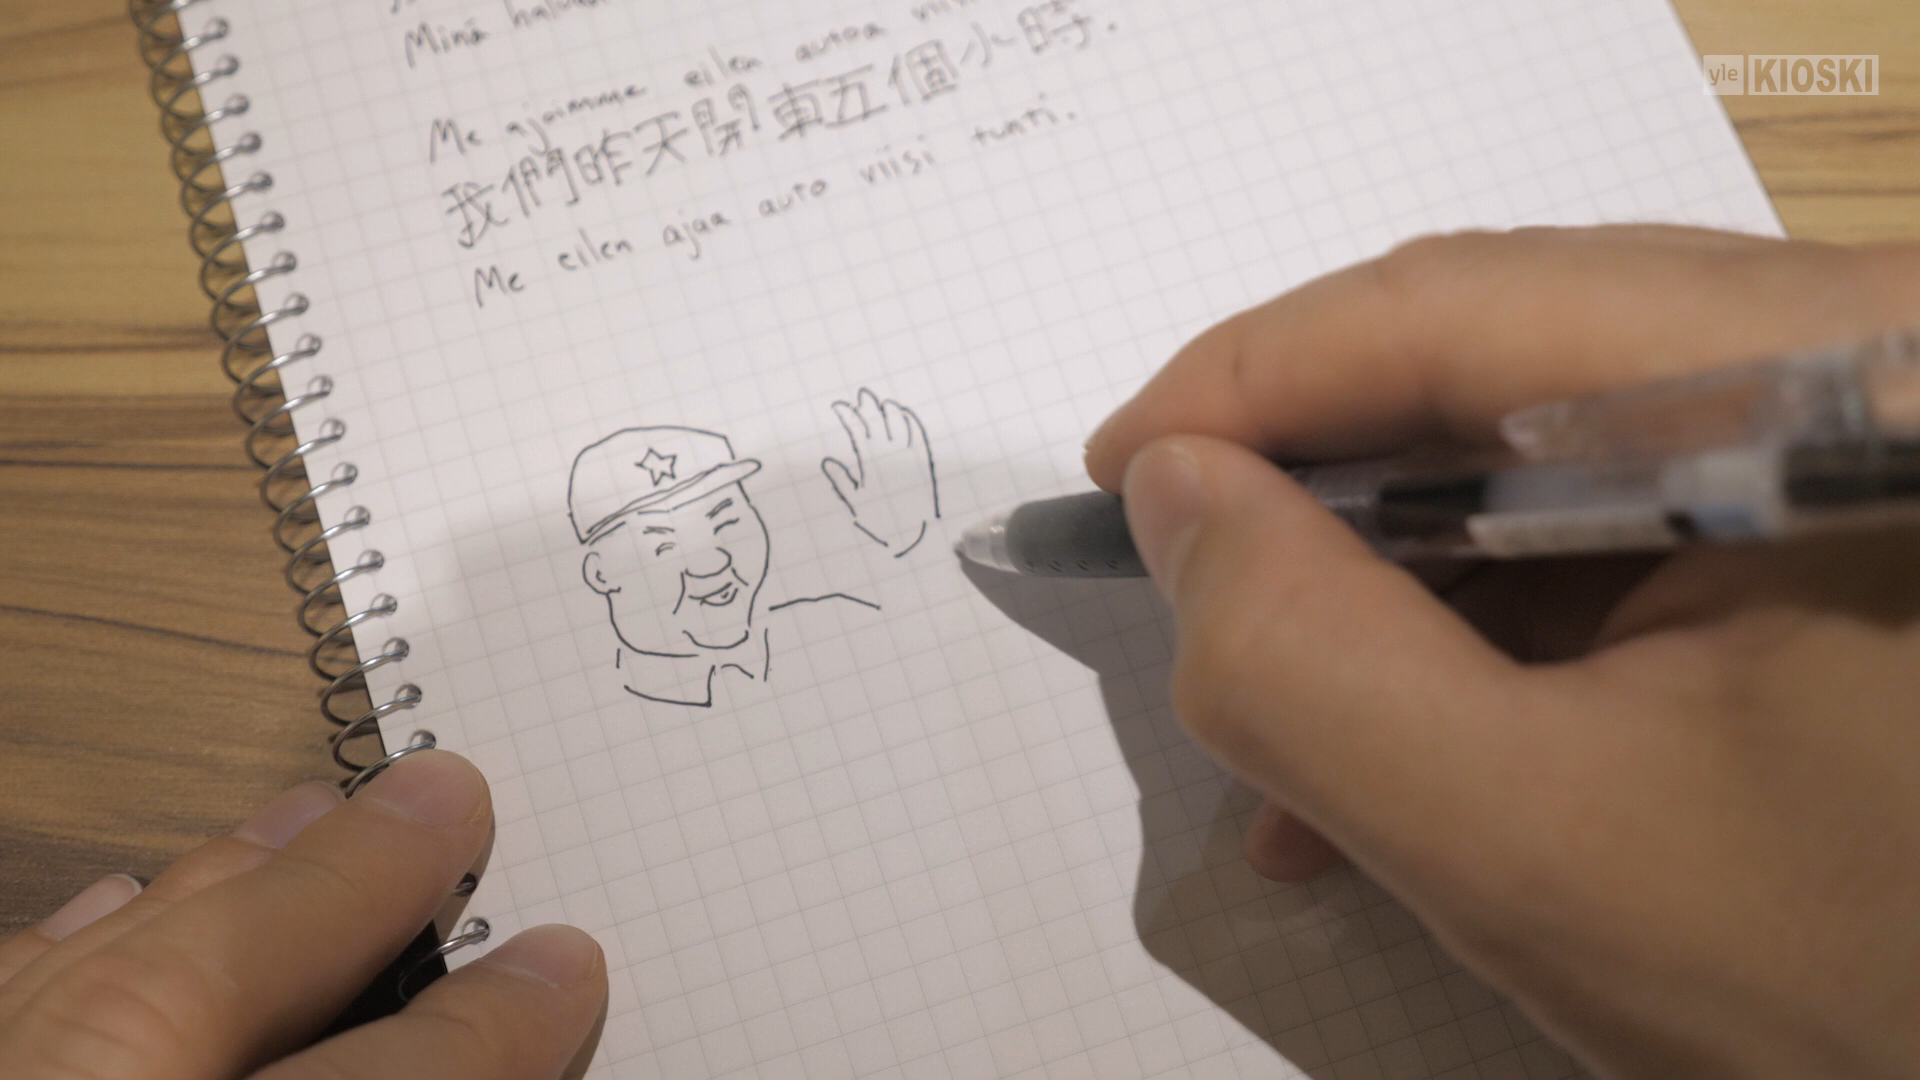 Minä
Me ajoimme eilen autoa viisi
我們昨天開車五個小時.
Me eilen ajaa auto viisi tunti.
yle KIOSKI